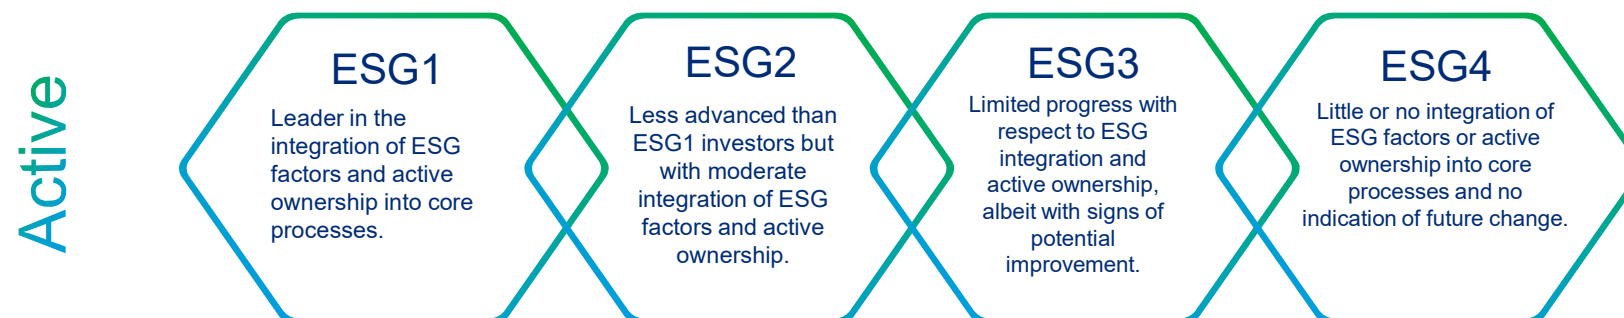 Active
ESG1
Leader in the
integration of ESG
factors and active
ownership into core
processes.
ESG2
Less advanced than
ESG1 investors but
with moderate
integration of ESG
factors and active
ownership.
ESG3
Limited progress with
respect to ESG
integration and
active ownership,
albeit with signs of
potential
improvement.
ESG4
Little or no integration of
ESG factors or active
ownership into core
processes and no
indication of future change.